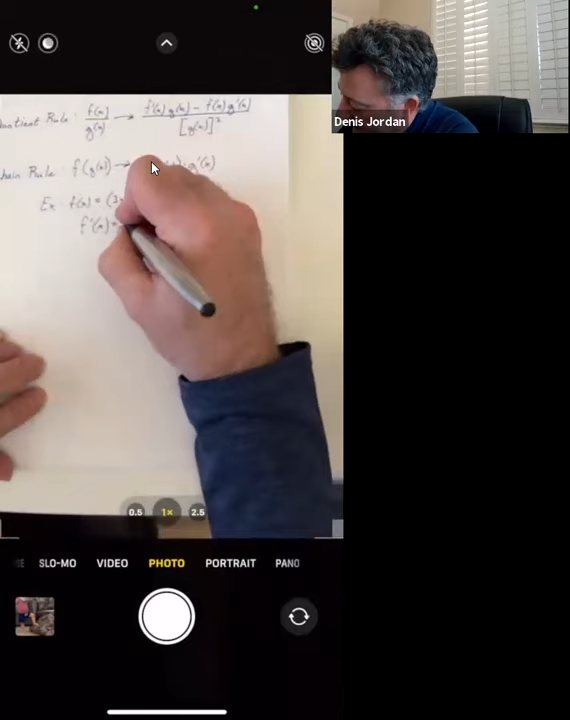 Denis Jordan
uotient Rule: f(x)/g(x) → f'(x)g(x) - f(x)g'(x) / [g(x)]²
hain Rule: f(g(x)) → g'(x)
Ex: f(x) = (3
f'(x) =
0.5 1× 2.5
SLO-MO VIDEO PHOTO PORTRAIT PANO